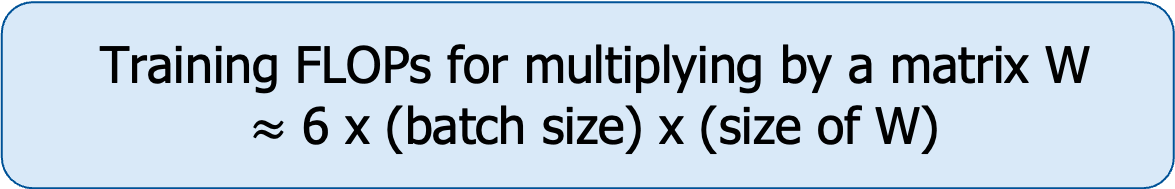 Training FLOPs for multiplying by a matrix W
≈ 6 x (batch size) x (size of W)